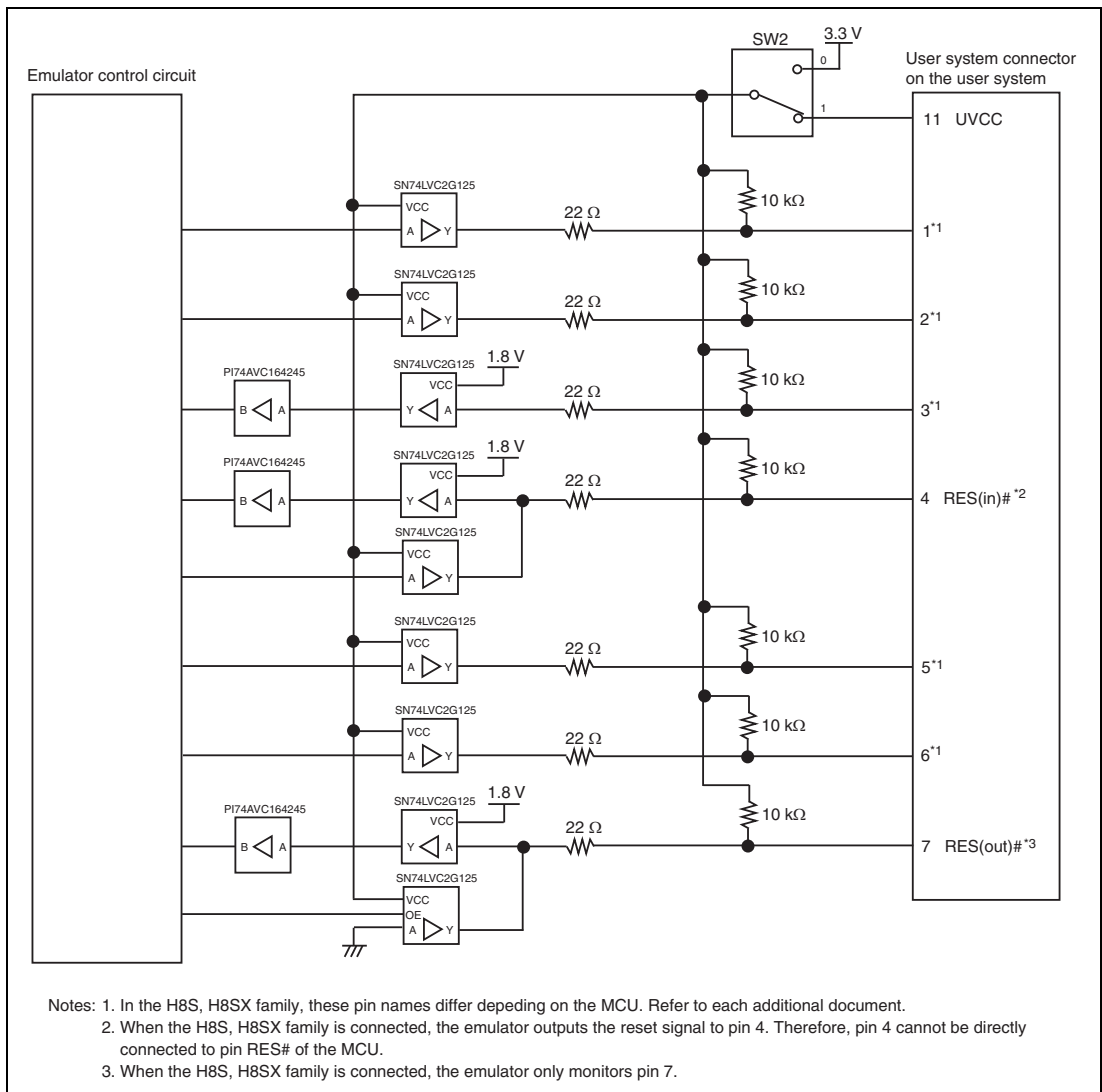 SW2
3.3 V
0
1
Emulator control circuit
User system connector
on the user system
11 UVCC
SN74LVC2G125
VCC
A Y
22 Ω
10 kΩ
1*1
SN74LVC2G125
VCC
A Y
22 Ω
10 kΩ
2*1
PI74AVC164245
B A
SN74LVC2G125
1.8 V
VCC
Y A
22 Ω
10 kΩ
3*1
PI74AVC164245
B A
SN74LVC2G125
1.8 V
VCC
Y A
22 Ω
10 kΩ
4 RES(in)# *2
SN74LVC2G125
VCC
A Y
SN74LVC2G125
VCC
A Y
22 Ω
10 kΩ
5*1
SN74LVC2G125
VCC
A Y
22 Ω
10 kΩ
6*1
PI74AVC164245
B A
SN74LVC2G125
1.8 V
VCC
Y A
22 Ω
10 kΩ
7 RES(out)#*3
SN74LVC2G125
VCC
OE
A Y
Notes: 1. In the H8S, H8SX family, these pin names differ depeding on the MCU. Refer to each additional document.
2. When the H8S, H8SX family is connected, the emulator outputs the reset signal to pin 4. Therefore, pin 4 cannot be directly
connected to pin RES# of the MCU.
3. When the H8S, H8SX family is connected, the emulator only monitors pin 7.